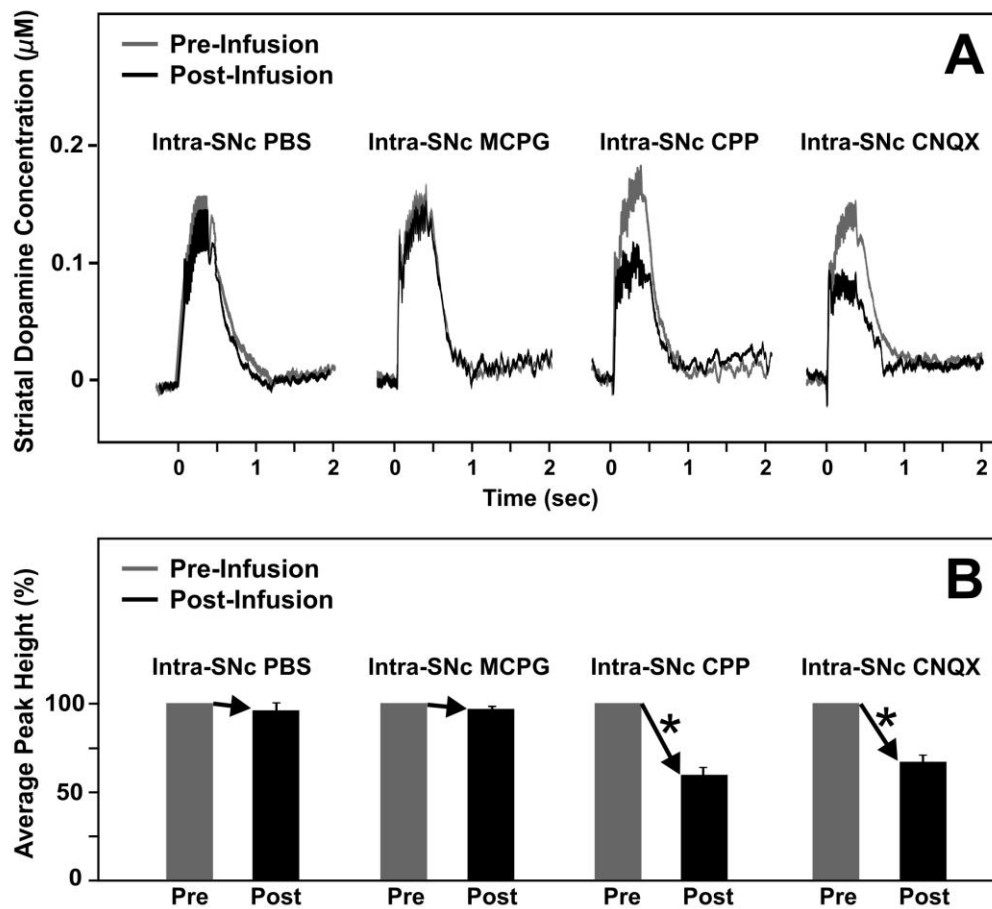 A
Pre-Infusion
Post-Infusion
Striatal Dopamine Concentration (µM)
Intra-SNc PBS Intra-SNc MCPG Intra-SNc CPP Intra-SNc CNQX
0.2
0.1
0
0 1 2 0 1 2 0 1 2 0 1 2
Time (sec)
B
Pre-Infusion
Post-Infusion
Average Peak Height (%)
Intra-SNc PBS Intra-SNc MCPG Intra-SNc CPP Intra-SNc CNQX
100
* *
50
0
Pre Post Pre Post Pre Post Pre Post